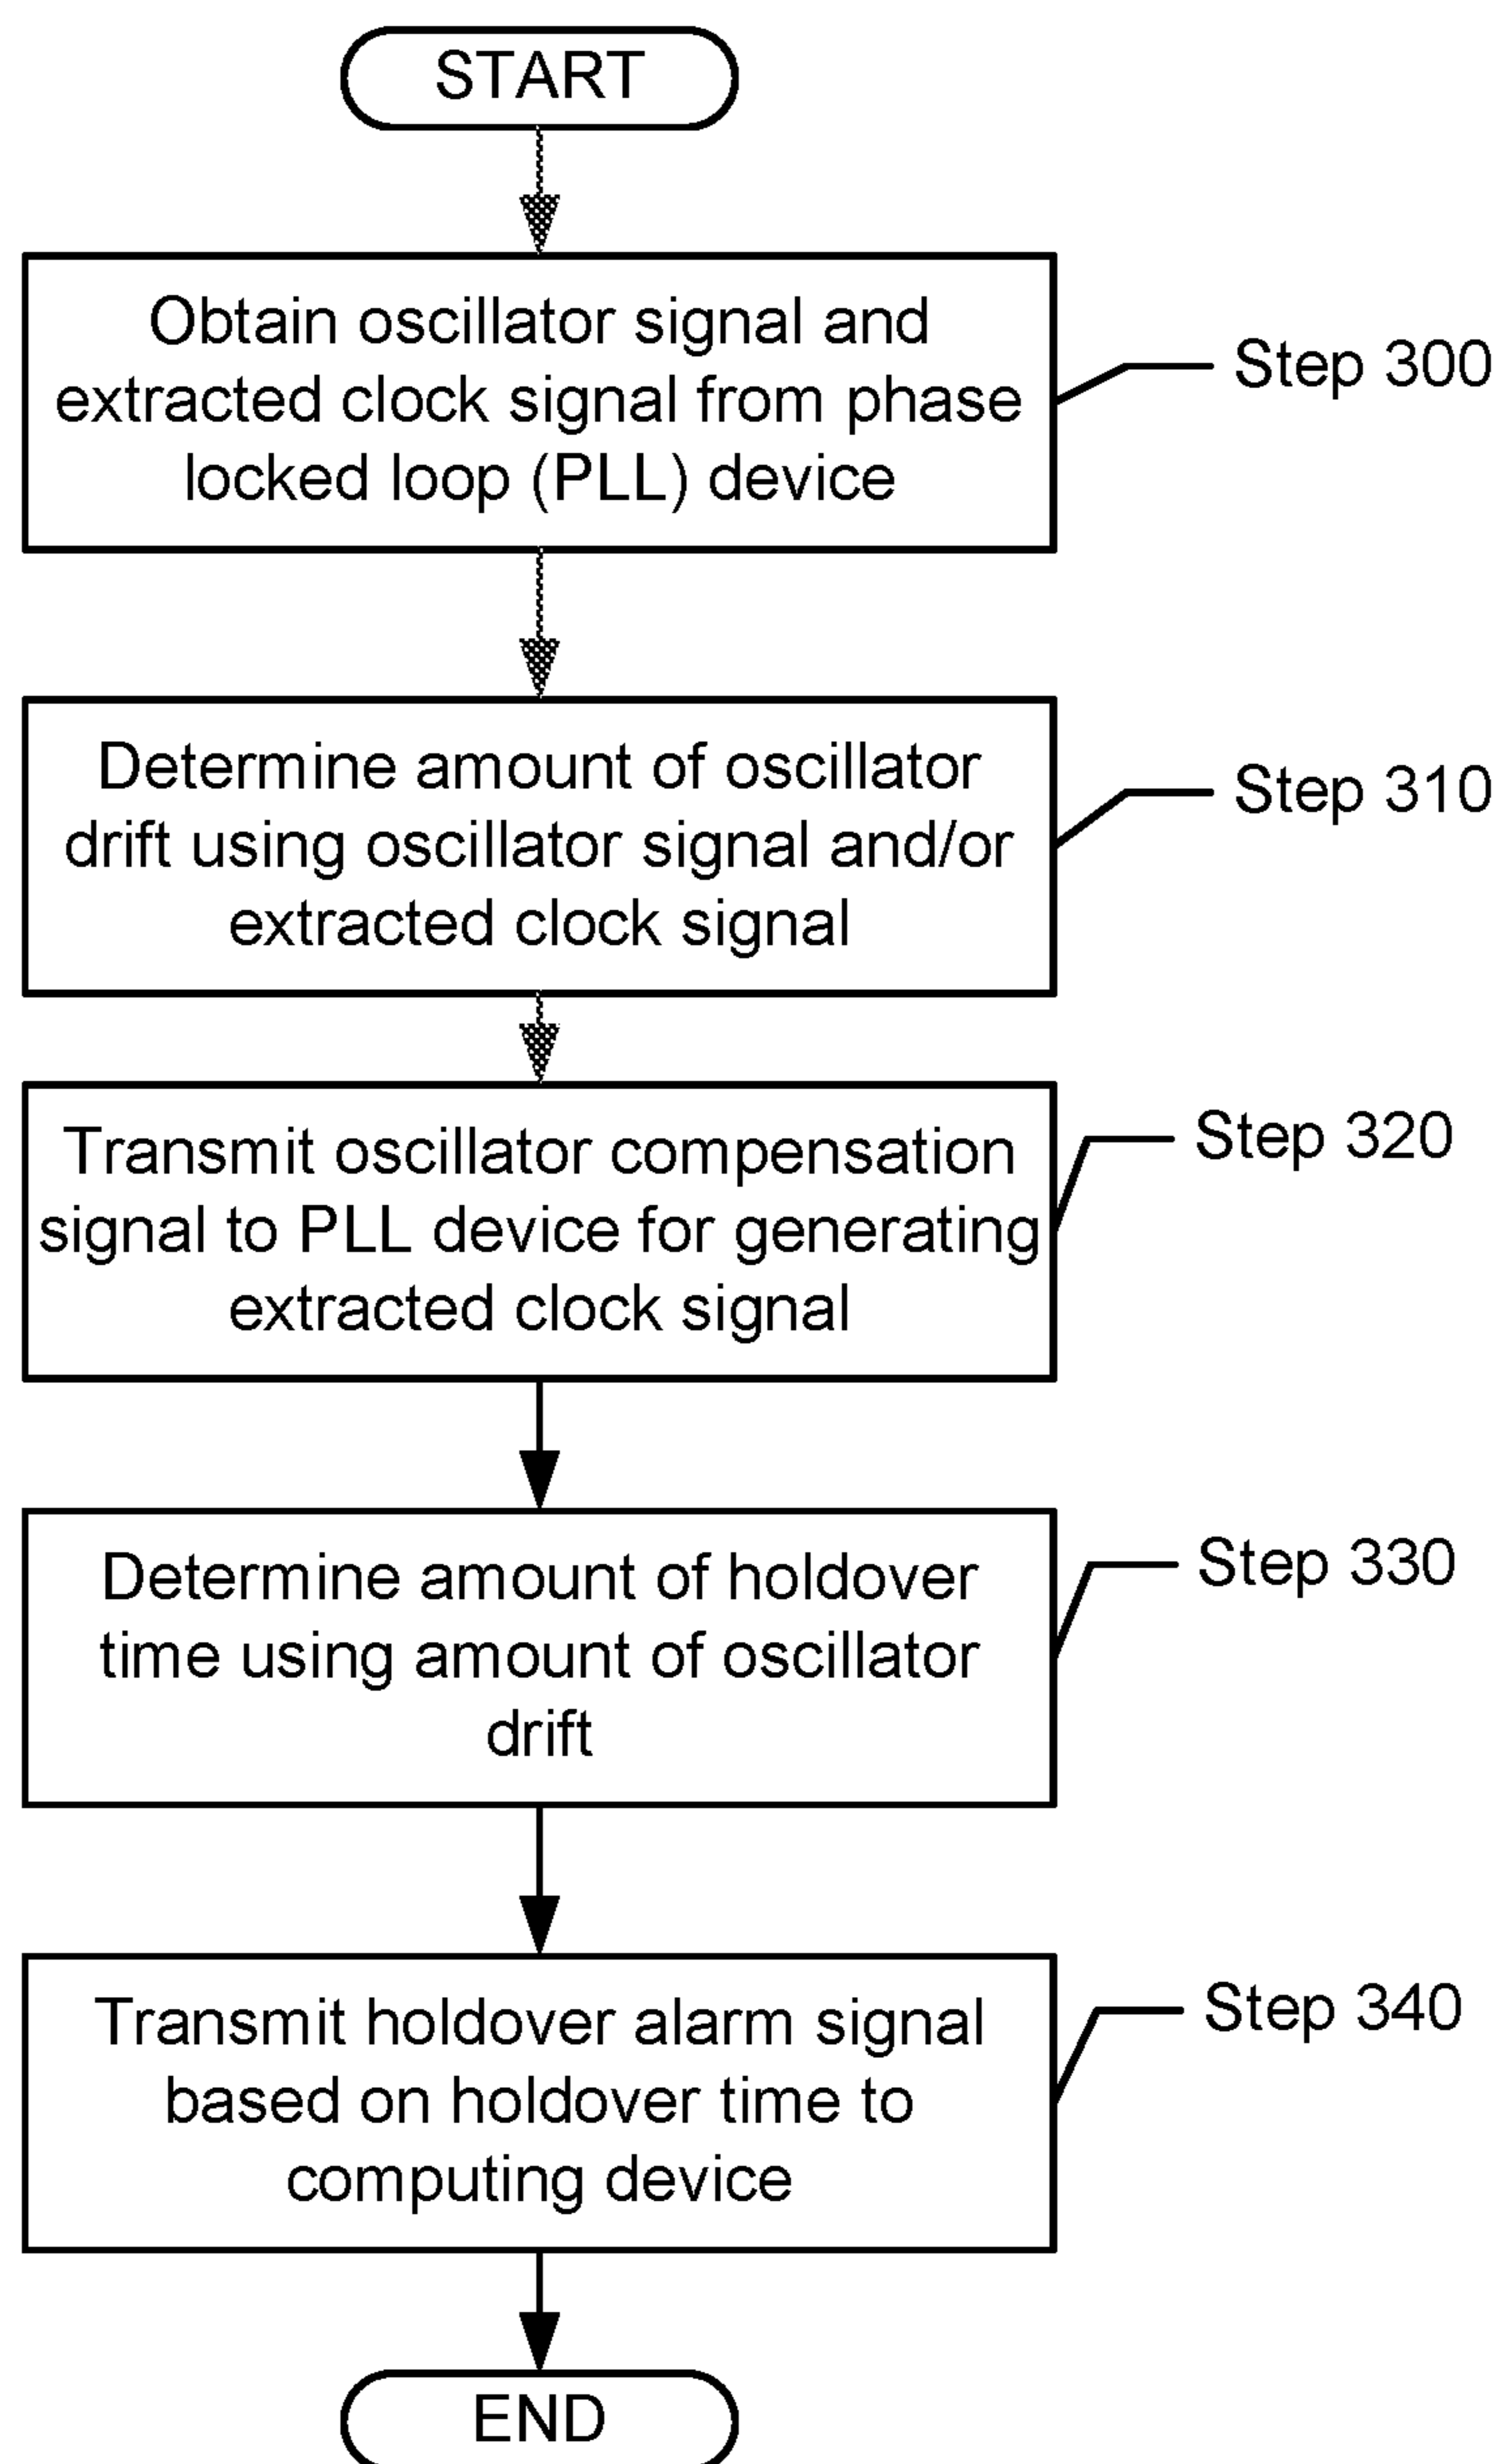 START
Obtain oscillator signal and
extracted clock signal from phase
locked loop (PLL) device
Step 300
Determine amount of oscillator
drift using oscillator signal and/or
extracted clock signal
Step 310
Transmit oscillator compensation
signal to PLL device for generating
extracted clock signal
Step 320
Determine amount of holdover
time using amount of oscillator
drift
Step 330
Transmit holdover alarm signal
based on holdover time to
computing device
Step 340
END